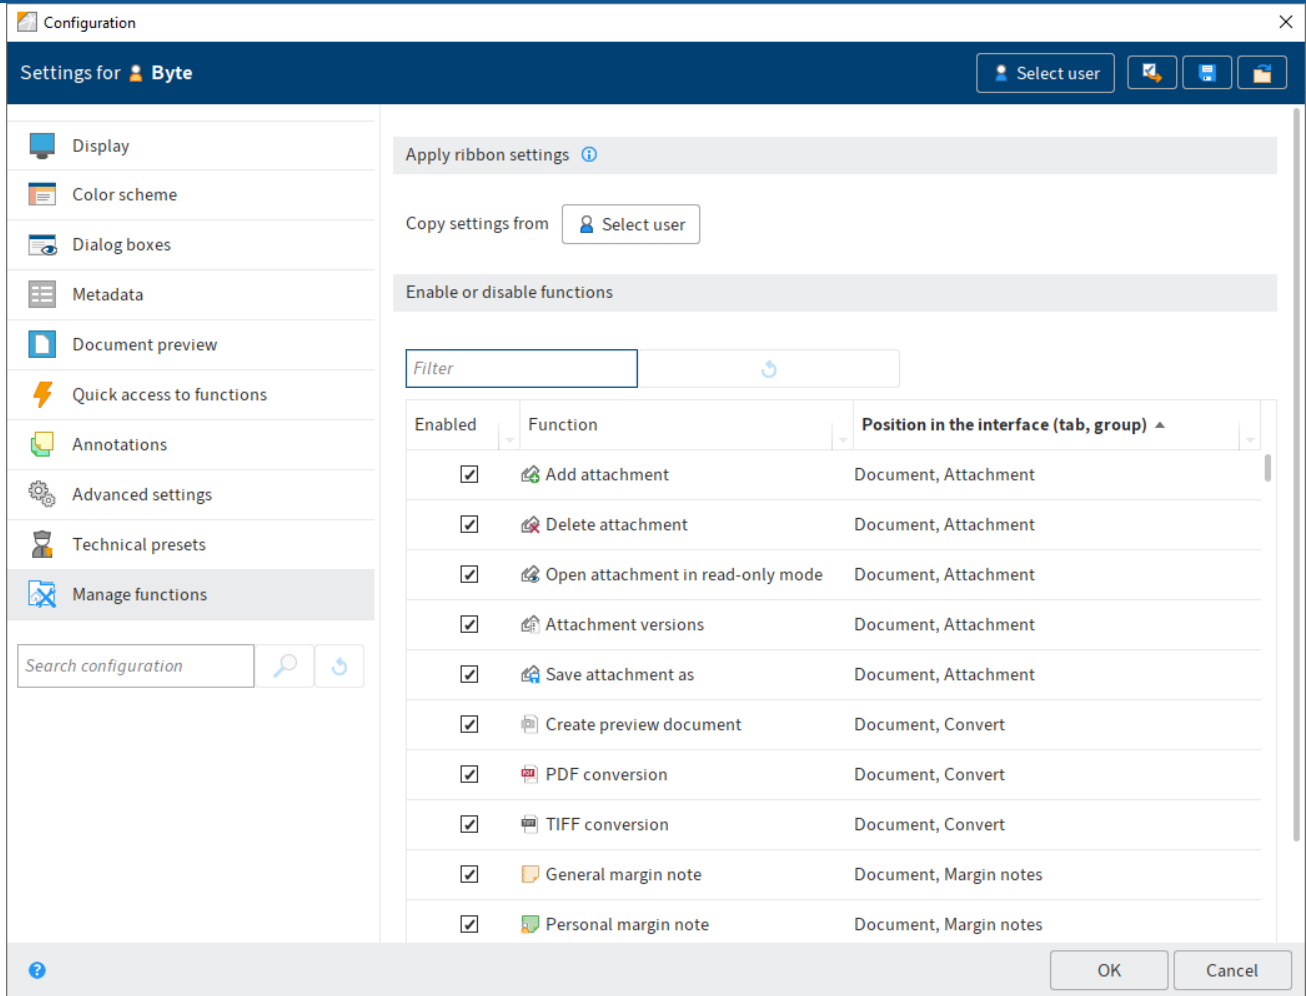 Configuration
Settings for Byte
Select user
Display
Color scheme
Dialog boxes
Metadata
Document preview
Quick access to functions
Annotations
Advanced settings
Technical presets
Manage functions
Search configuration
Apply ribbon settings
Copy settings from Select user
Enable or disable functions
Filter
Enabled Function Position in the interface (tab, group)
Add attachment Document, Attachment
Delete attachment Document, Attachment
Open attachment in read-only mode Document, Attachment
Attachment versions Document, Attachment
Save attachment as Document, Attachment
Create preview document Document, Convert
PDF conversion Document, Convert
TIFF conversion Document, Convert
General margin note Document, Margin notes
Personal margin note Document, Margin notes
OK Cancel